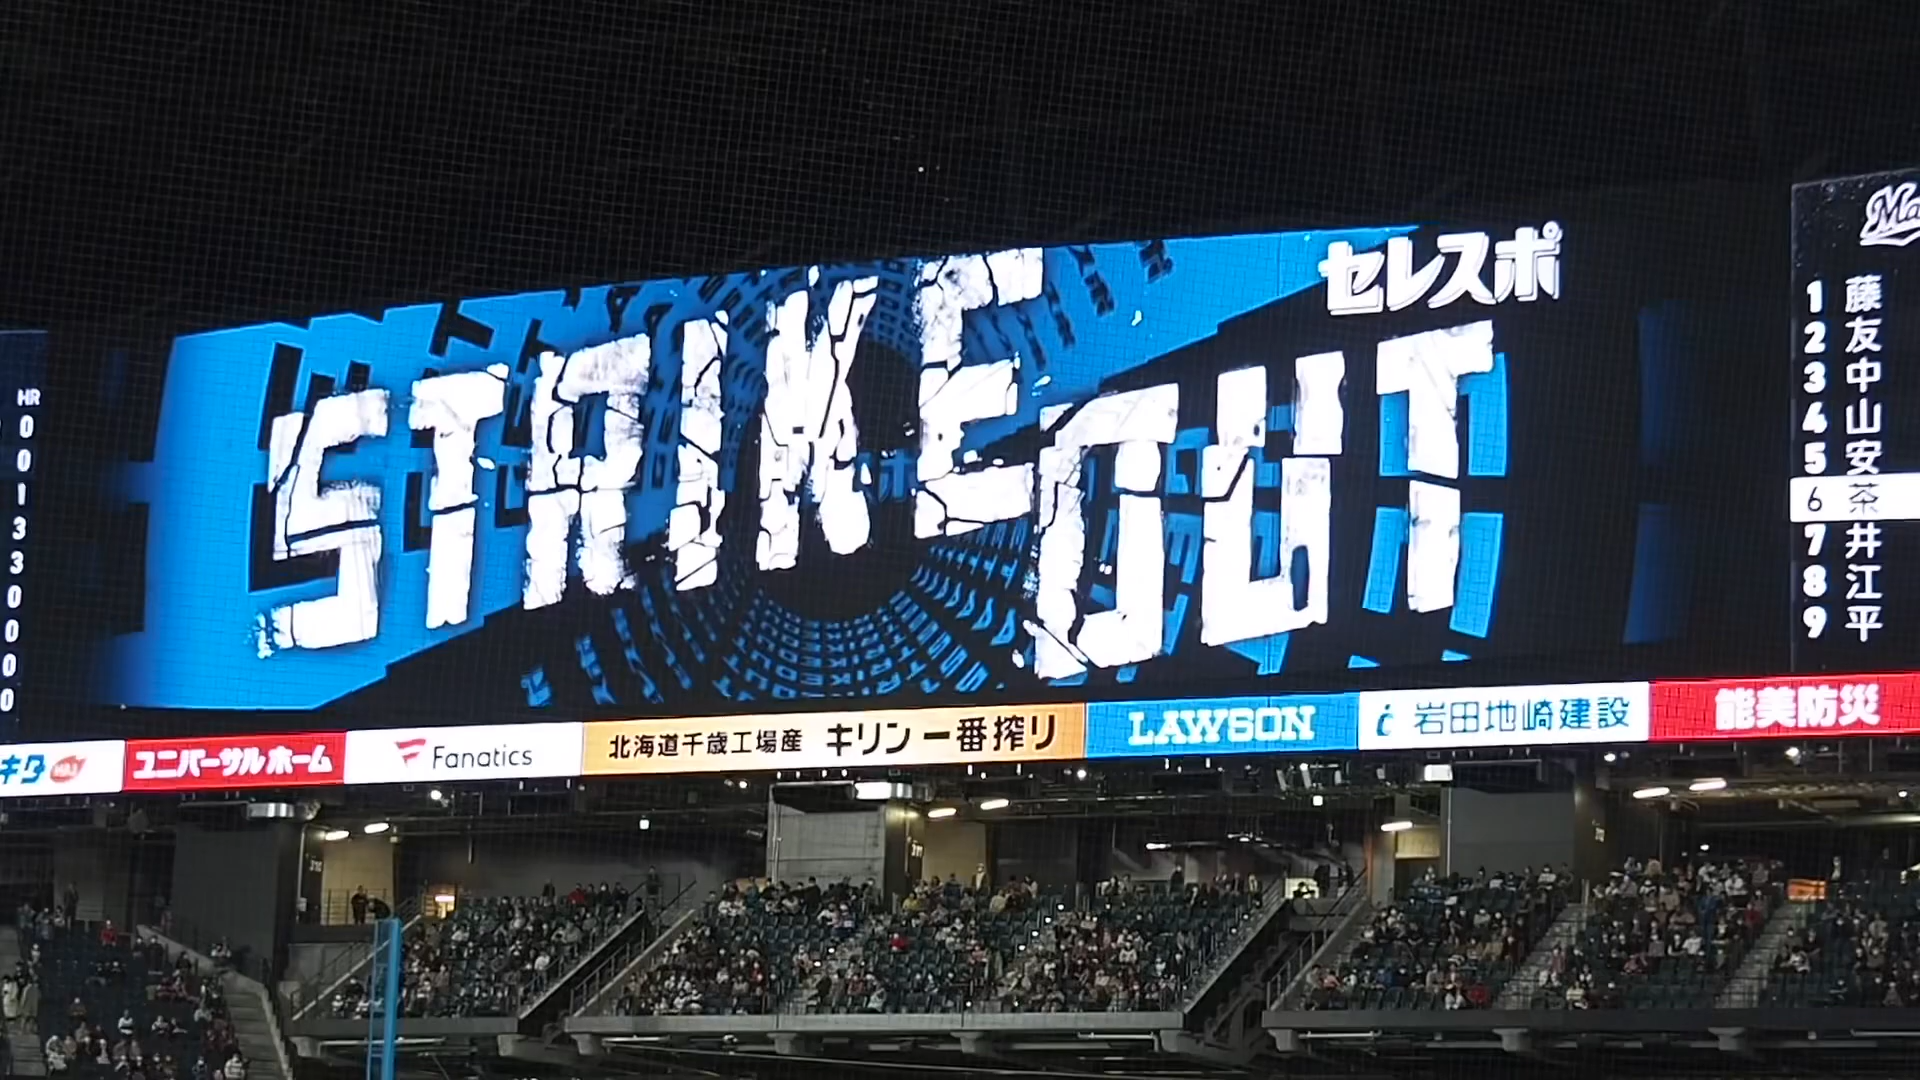 セレスポ
STRIKE
OUT
HR
0
0
1
3
3
0
0
0
0
Ma
1 藤
2 友
3 中
4 山
5 安
6 茶
7 井
8 江
9 平
キタ
ユニバーサルホーム
Fanatics
北海道千歳工場産 キリン一番搾り
LAWSON
岩田地崎建設
能美防災